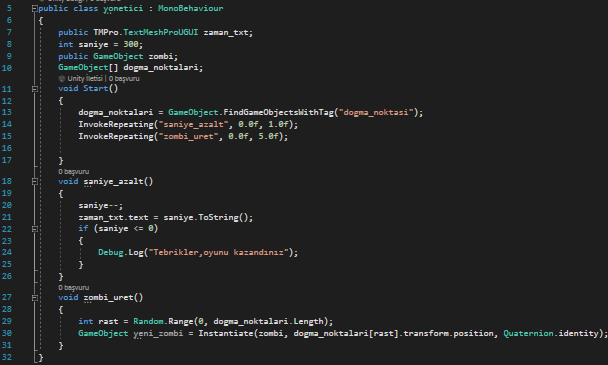 5 public class yonetici : MonoBehaviour
6 {
7 public TMPro.TextMeshProUGUI zaman_txt;
8 int saniye = 300;
9 public GameObject zombi;
10 GameObject[] dogma_noktalari;
Unity İletisi | 0 başvuru
11 void Start()
12 {
13 dogma_noktalari = GameObject.FindGameObjectsWithTag("dogma_noktasi");
14 InvokeRepeating("saniye_azalt", 0.0f, 1.0f);
15 InvokeRepeating("zombi_uret", 0.0f, 5.0f);
16
17 }
0 başvuru
18 void saniye_azalt()
19 {
20 saniye--;
21 zaman_txt.text = saniye.ToString();
22 if (saniye <= 0)
23 {
24 Debug.Log("Tebrikler,oyunu kazandınız");
25 }
26 }
0 başvuru
27 void zombi_uret()
28 {
29 int rast = Random.Range(0, dogma_noktalari.Length);
30 GameObject yeni_zombi = Instantiate(zombi, dogma_noktalari[rast].transform.position, Quaternion.identity);
31 }
32 }